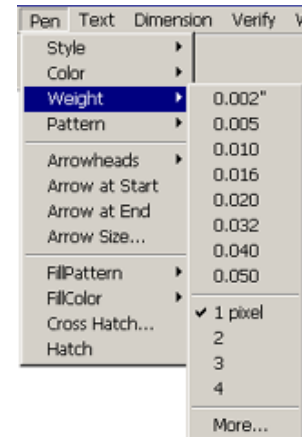 Pen Text Dimension Verify
Style
Color
Weight
Pattern
Arrowheads
Arrow at Start
Arrow at End
Arrow Size...
FillPattern
FillColor
Cross Hatch...
Hatch
0.002"
0.005
0.010
0.016
0.020
0.032
0.040
0.050
1 pixel
2
3
4
More...